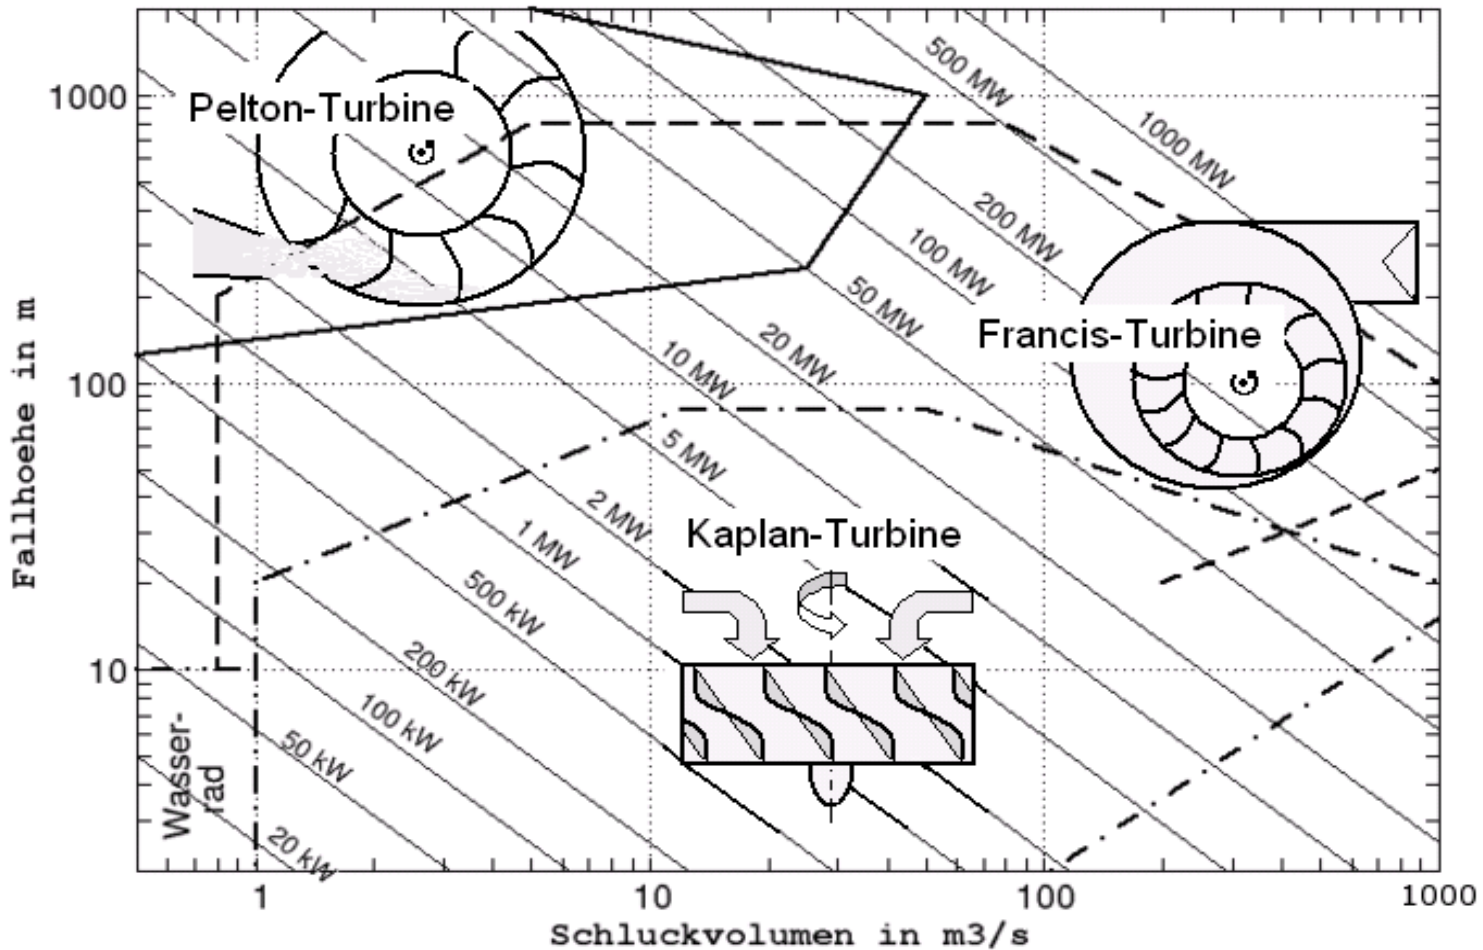 500 MW
1000
Pelton-Turbine
1000 MW
200 MW
100 MW
50 MW
Francis-Turbine
20 MW
10 MW
100
5 MW
Kaplan-Turbine
2 MW
1 MW
500 kW
10
200 kW
100 kW
50 kW
20 kW
Wasser-
rad
Fallhoehe in m
1
10
100
1000
Schluckvolumen in m3/s